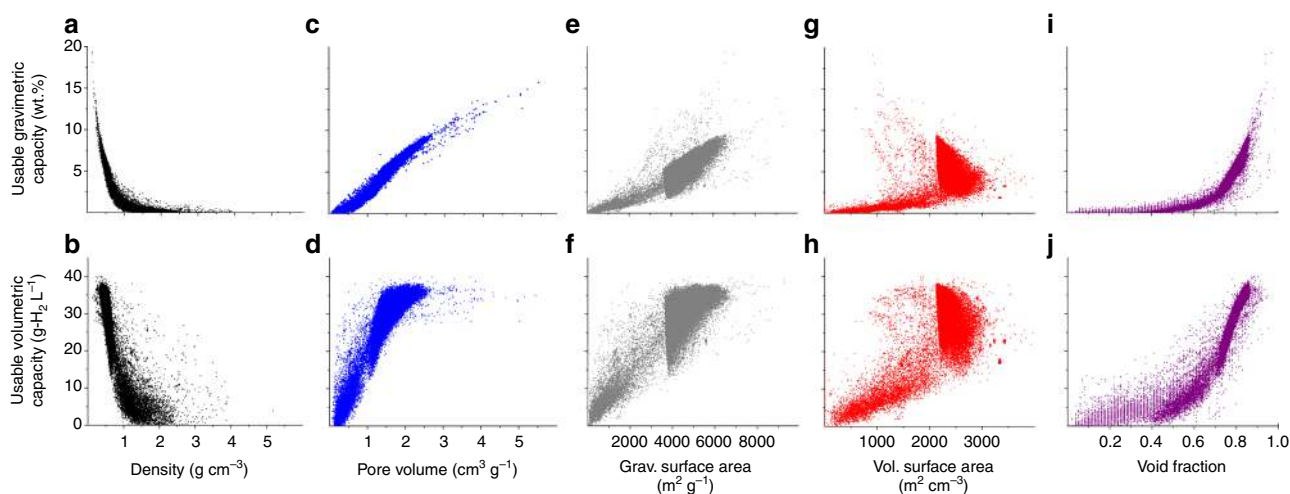 a
c
e
g
i
Usable gravimetric
capacity (wt.%)
20
15
10
5
b
d
f
h
j
Usable volumetric
capacity (g-H₂ L⁻¹)
40
30
20
10
0
1 2 3 4 5
1 2 3 4 5
2000 4000 6000 8000
1000 2000 3000
0.2 0.4 0.6 0.8 1.0
Density (g cm⁻³)
Pore volume (cm³ g⁻¹)
Grav. surface area
(m² g⁻¹)
Vol. surface area
(m² cm⁻³)
Void fraction